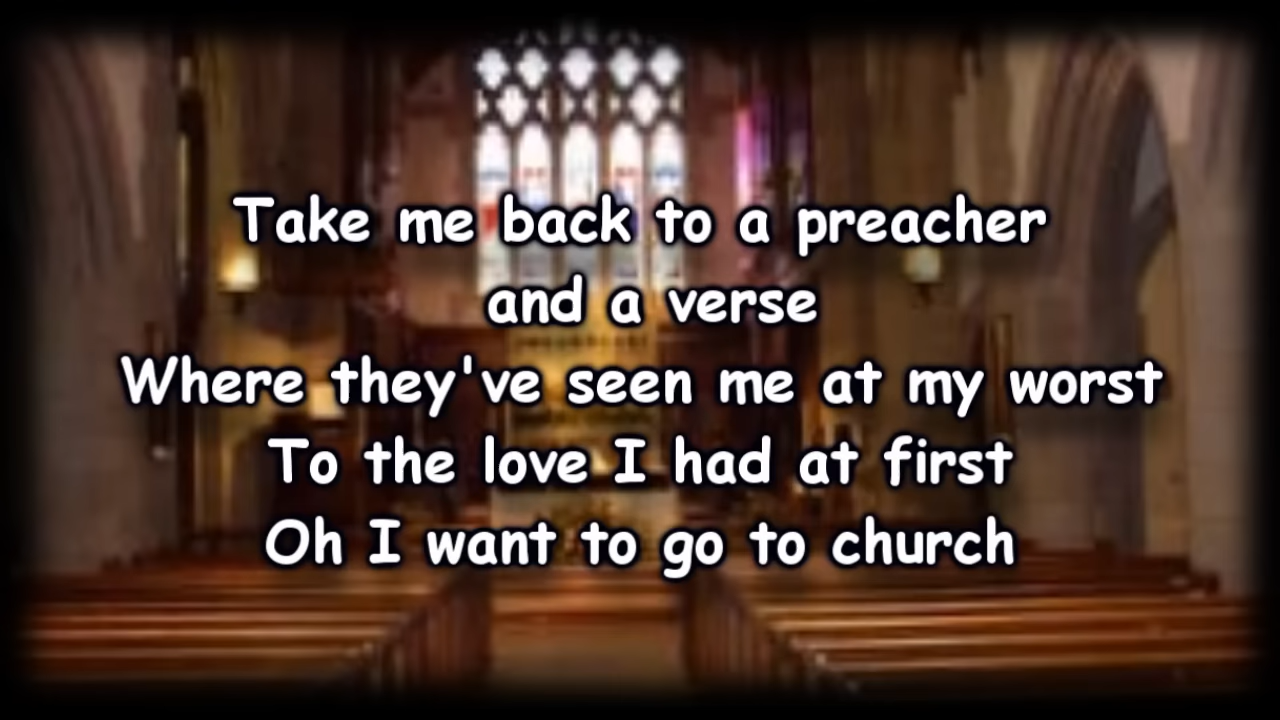 Take me back to a preacher
and a verse
Where they've seen me at my worst
To the love I had at first
Oh I want to go to church